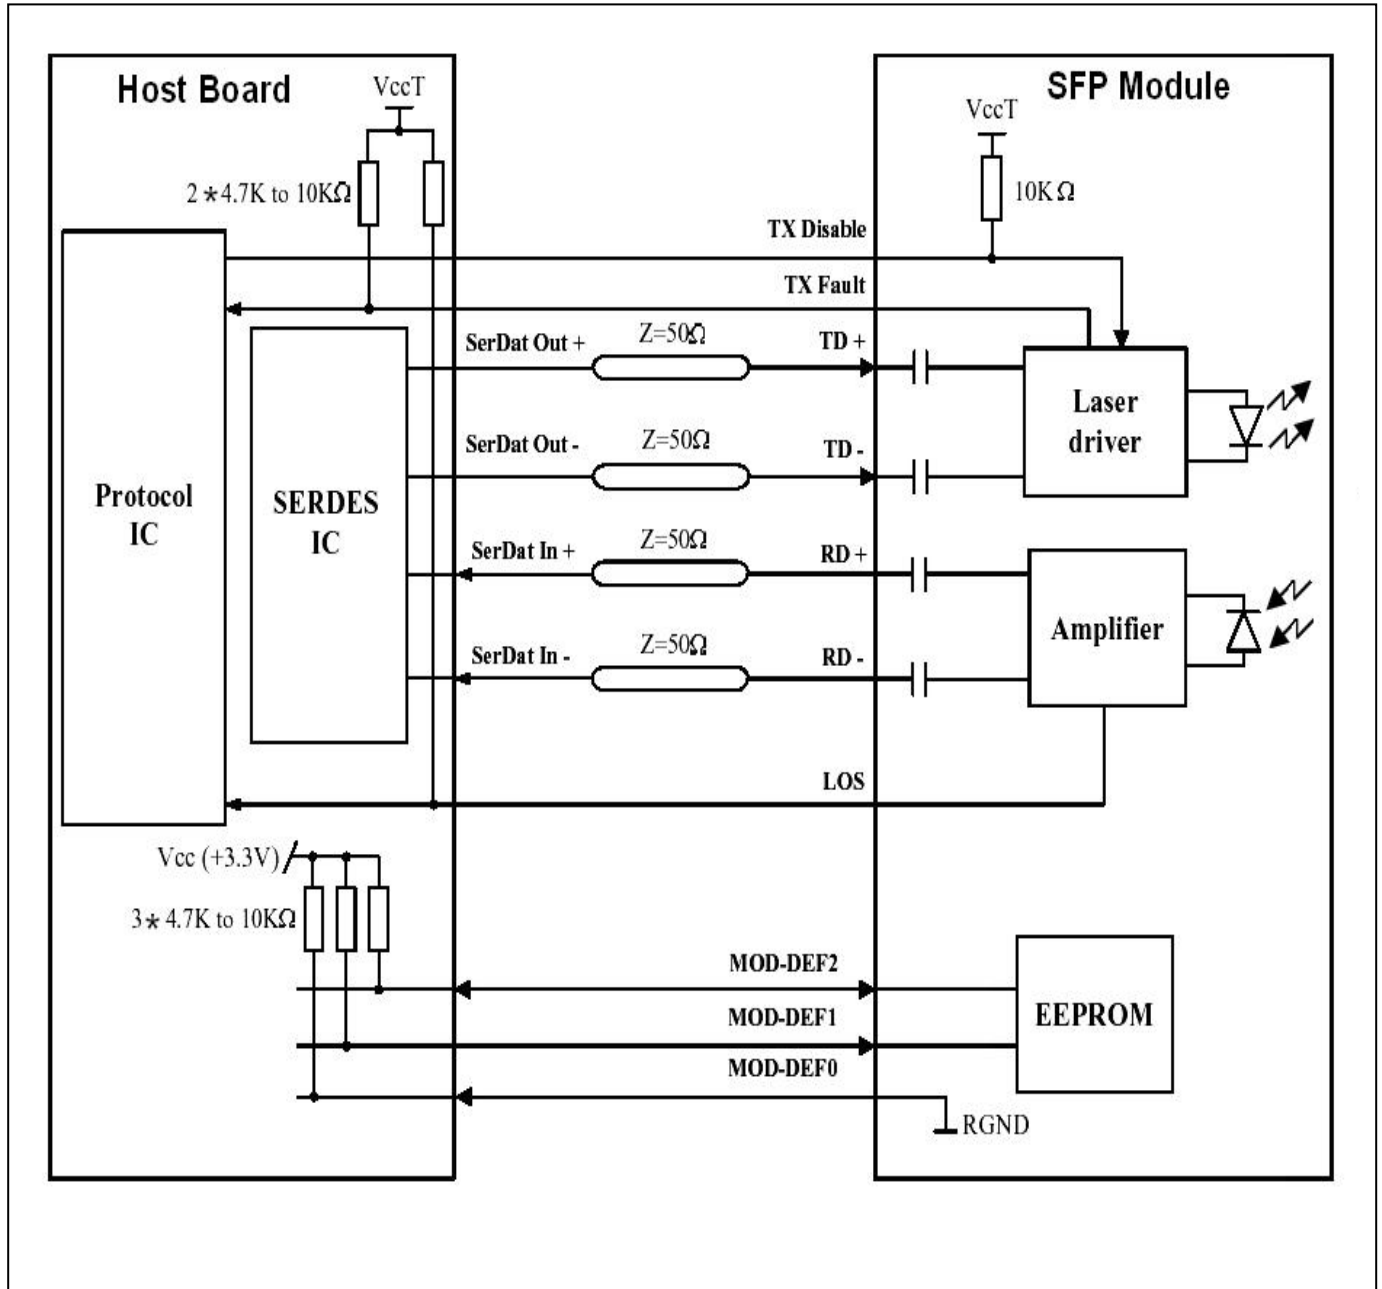 Host Board
SFP Module
VccT
VccT
2*4.7K to 10KΩ
10KΩ
TX Disable
TX Fault
SerDat Out +
Z=50Ω
TD +
Laser
driver
SerDat Out -
Z=50Ω
TD -
Protocol
IC
SERDES
IC
SerDat In +
Z=50Ω
RD +
Amplifier
SerDat In -
Z=50Ω
RD -
LOS
Vcc (+3.3V)
3* 4.7K to 10KΩ
MOD-DEF2
MOD-DEF1
MOD-DEF0
EEPROM
RGND